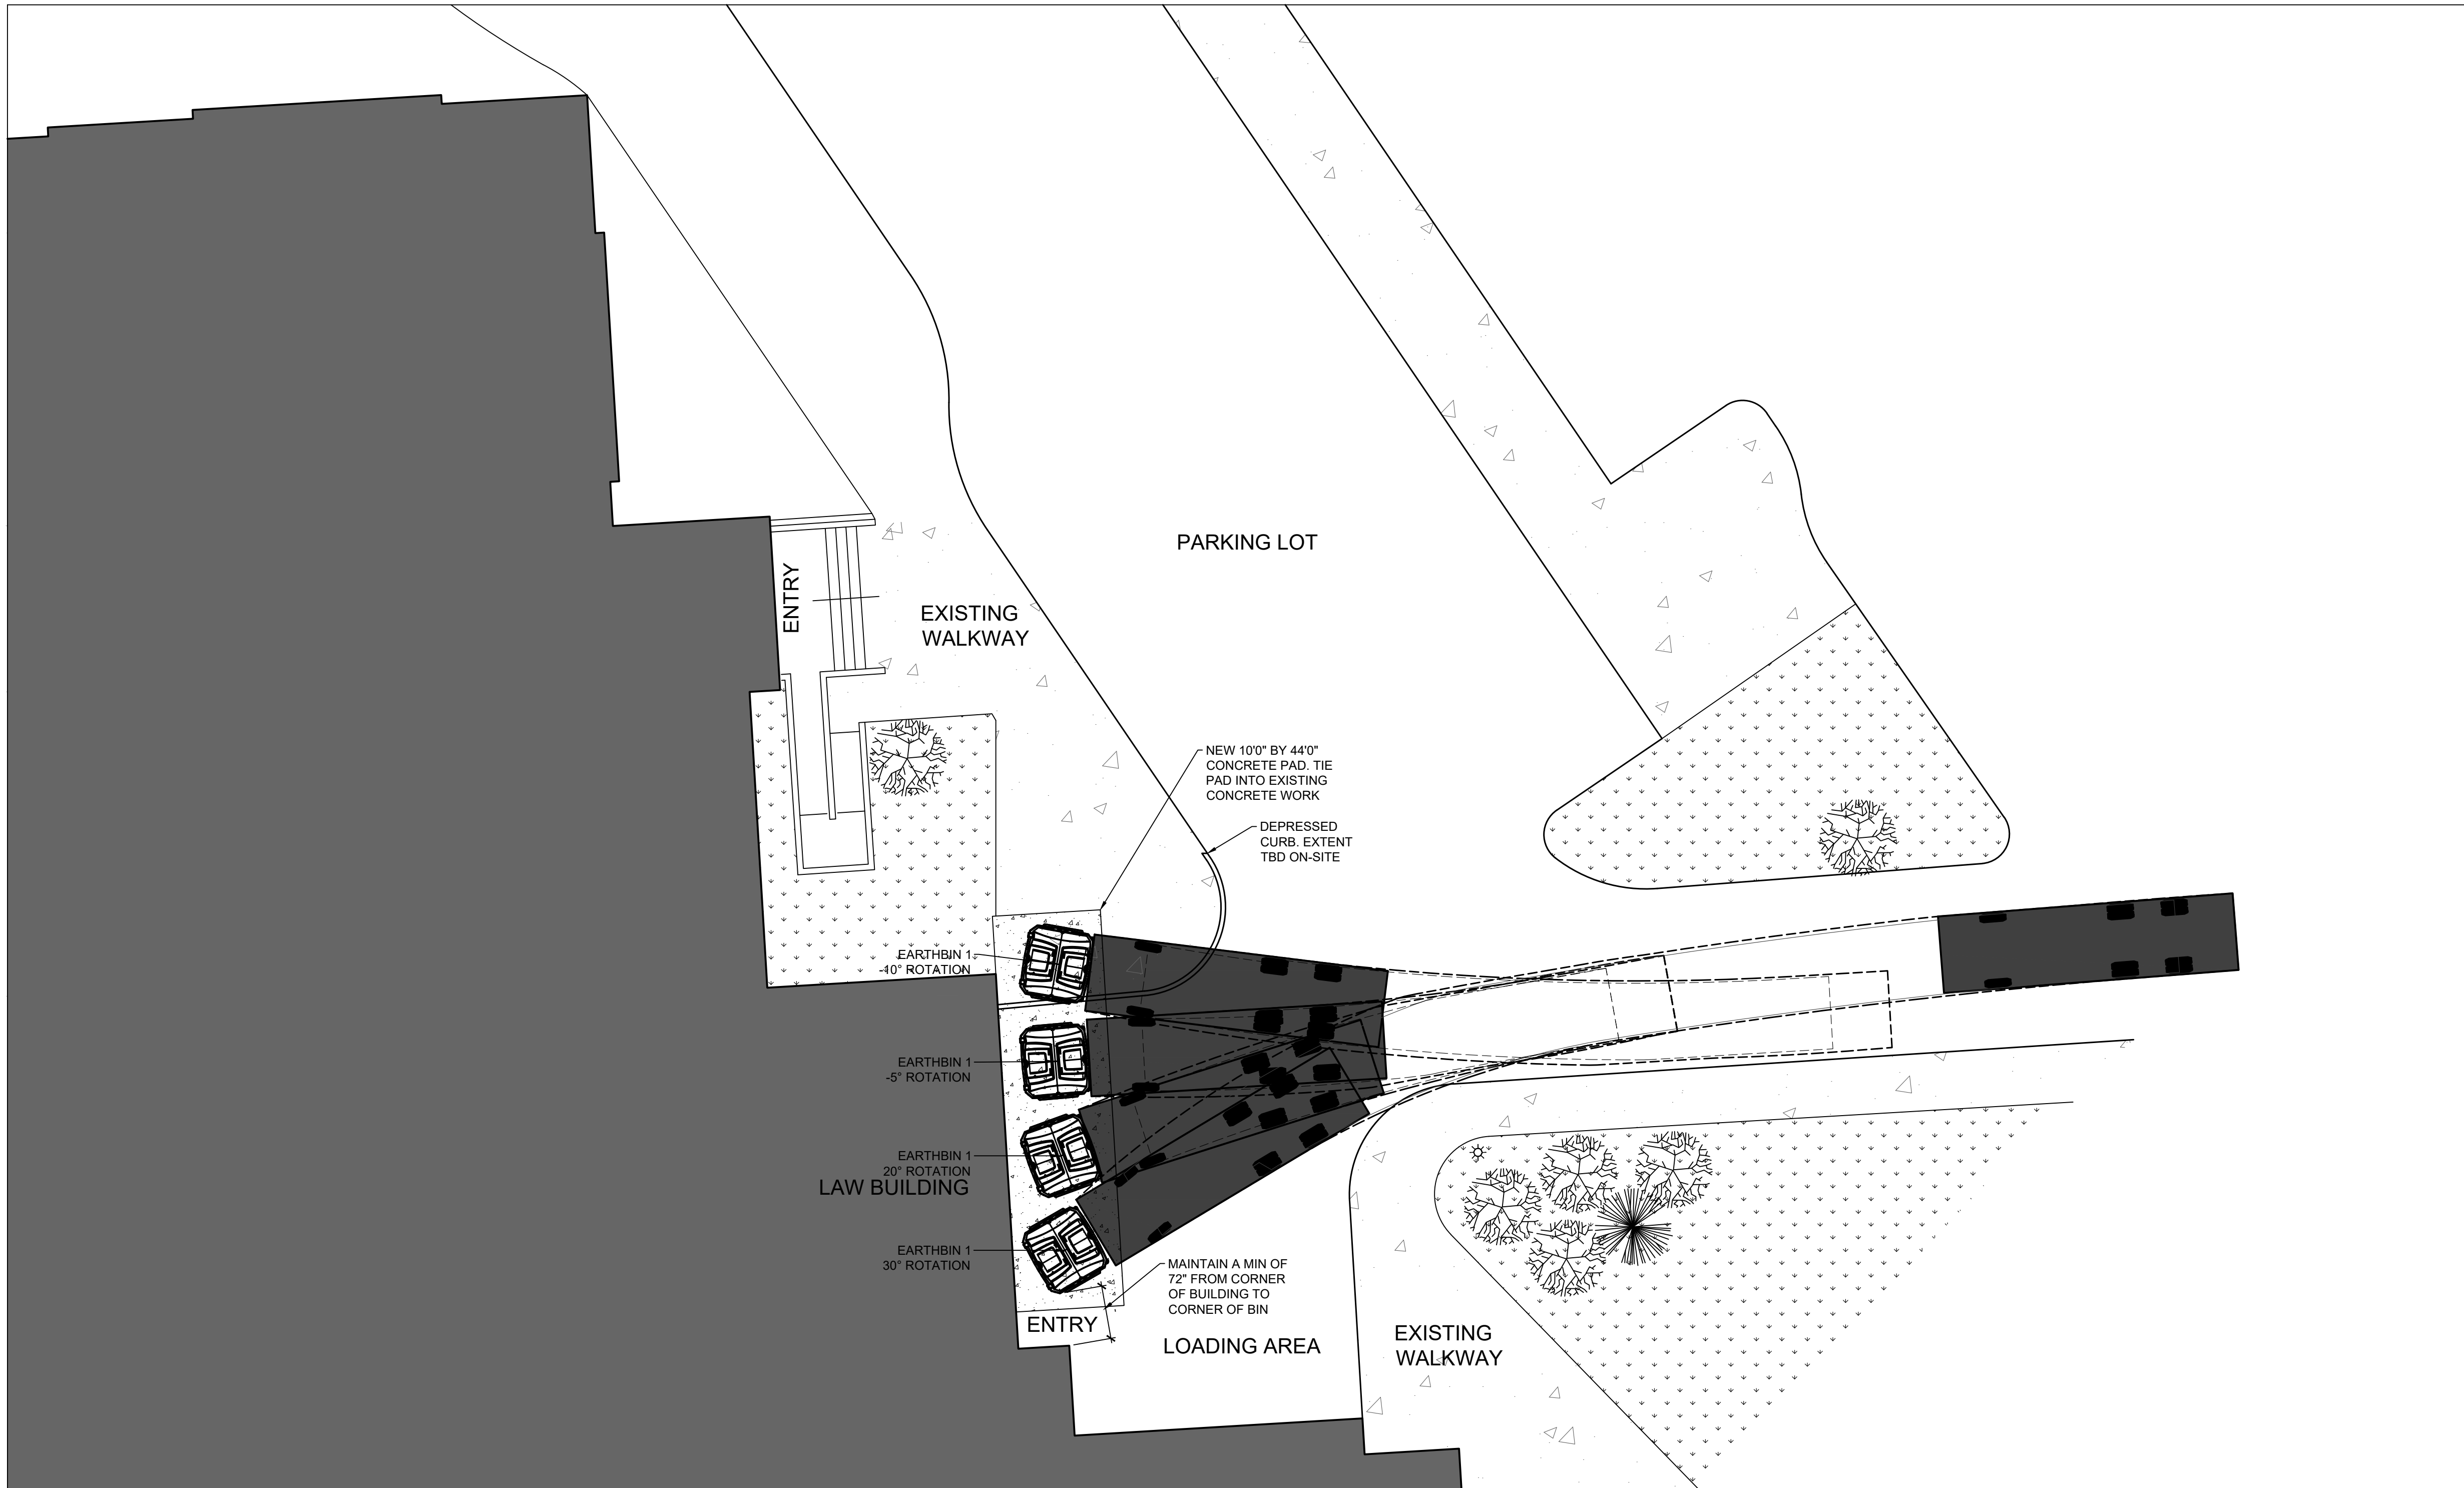 PARKING LOT
ENTRY
EXISTING
WALKWAY
NEW 10'0" BY 44'0"
CONCRETE PAD. TIE
PAD INTO EXISTING
CONCRETE WORK
DEPRESSED
CURB. EXTENT
TBD ON-SITE
EARTHBIN 1
-10° ROTATION
EARTHBIN 1
-5° ROTATION
EARTHBIN 1
20° ROTATION
LAW BUILDING
EARTHBIN 1
30° ROTATION
MAINTAIN A MIN OF
72" FROM CORNER
OF BUILDING TO
CORNER OF BIN
ENTRY
LOADING AREA
EXISTING
WALKWAY